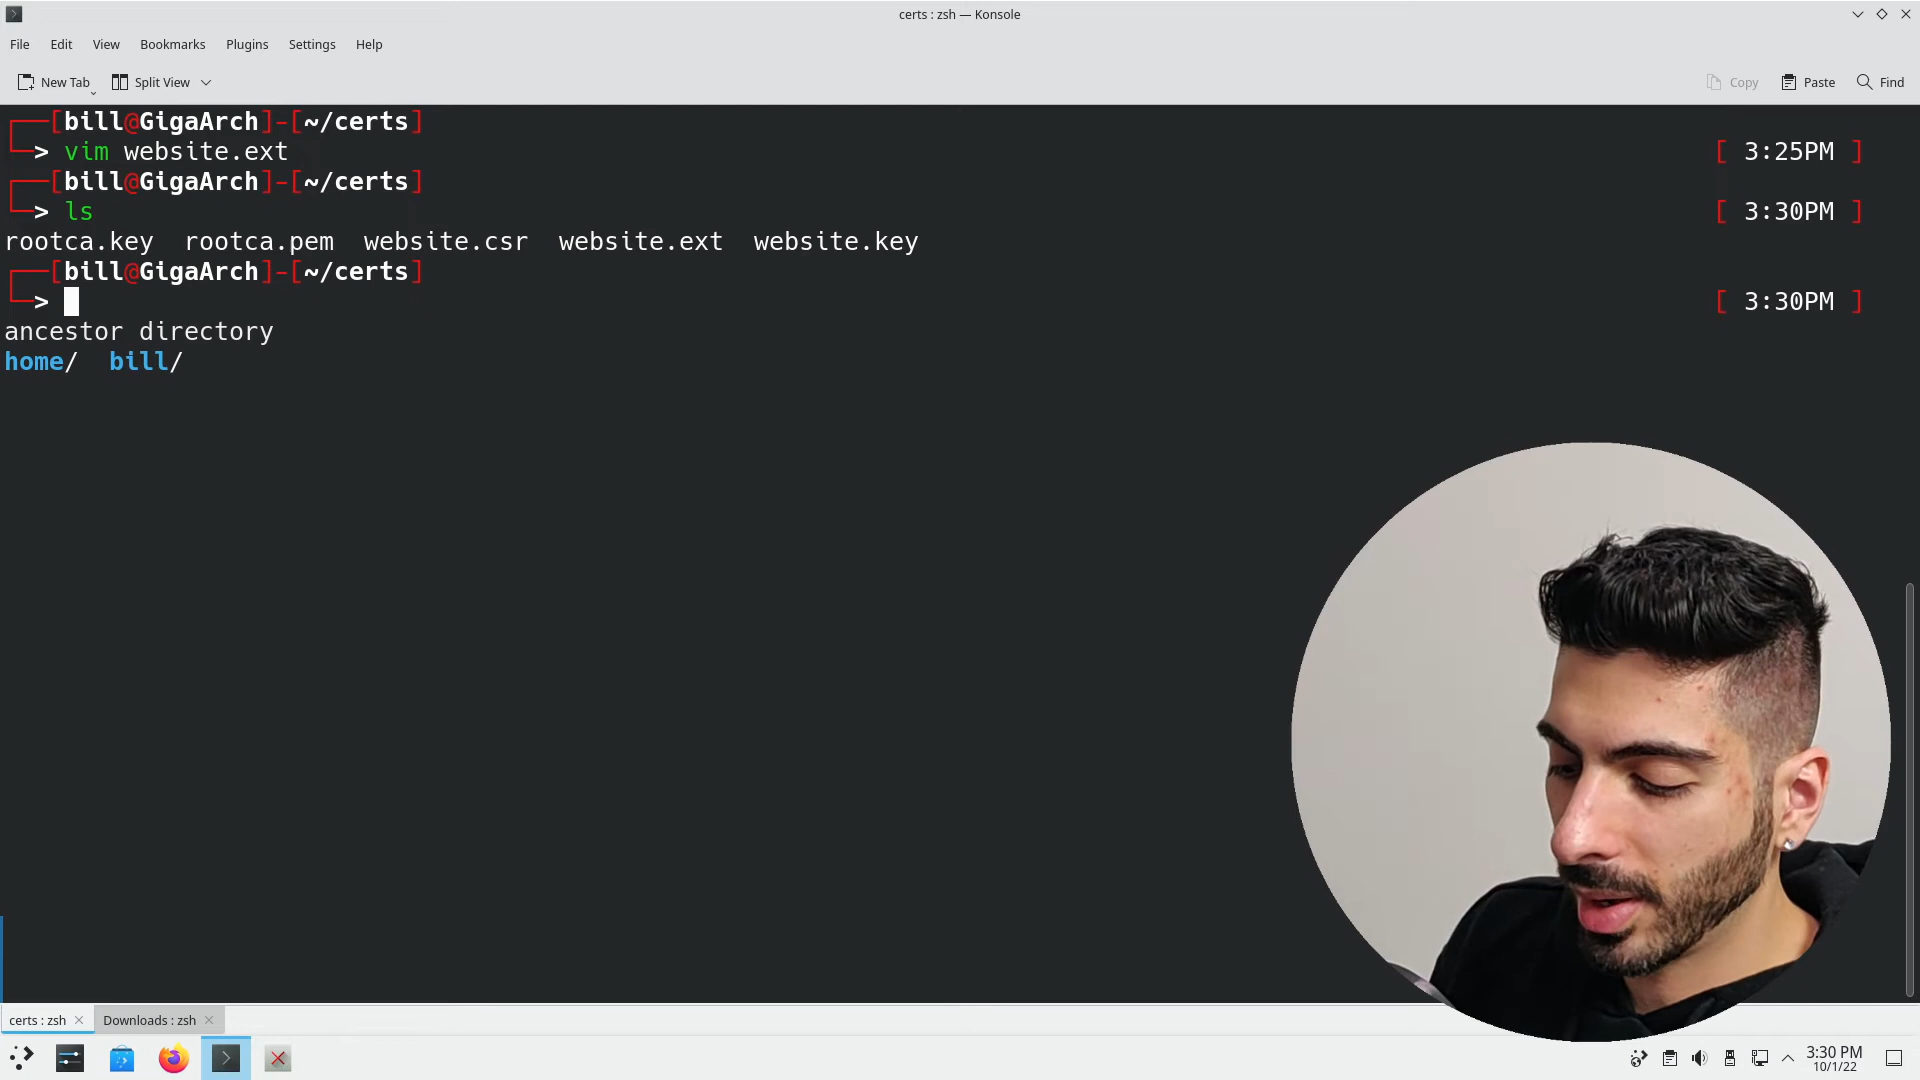 certs : zsh — Konsole
File Edit View Bookmarks Plugins Settings Help
New Tab Split View Copy Paste Find
[bill@GigaArch]-[~/certs]
> vim website.ext [ 3:25PM ]
[bill@GigaArch]-[~/certs]
> ls [ 3:30PM ]
rootca.key rootca.pem website.csr website.ext website.key
[bill@GigaArch]-[~/certs]
> [ 3:30PM ]
ancestor directory
home/ bill/
certs : zsh Downloads : zsh
3:30 PM
10/1/22